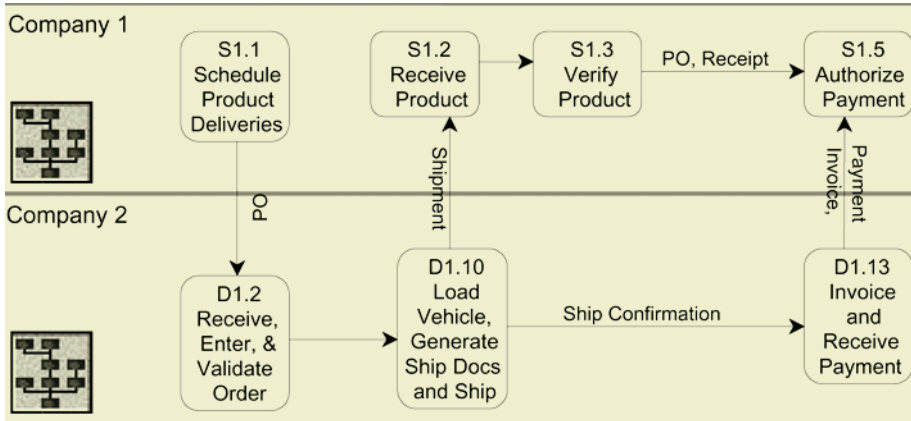 Company 1
S1.1
Schedule
Product
Deliveries
S1.2
Receive
Product
S1.3
Verify
Product
PO, Receipt
S1.5
Authorize
Payment
PO
Shipment
Invoice,
Payment
Company 2
D1.2
Receive,
Enter, &
Validate
Order
D1.10
Load
Vehicle,
Generate
Ship Docs
and Ship
Ship Confirmation
D1.13
Invoice
and
Receive
Payment